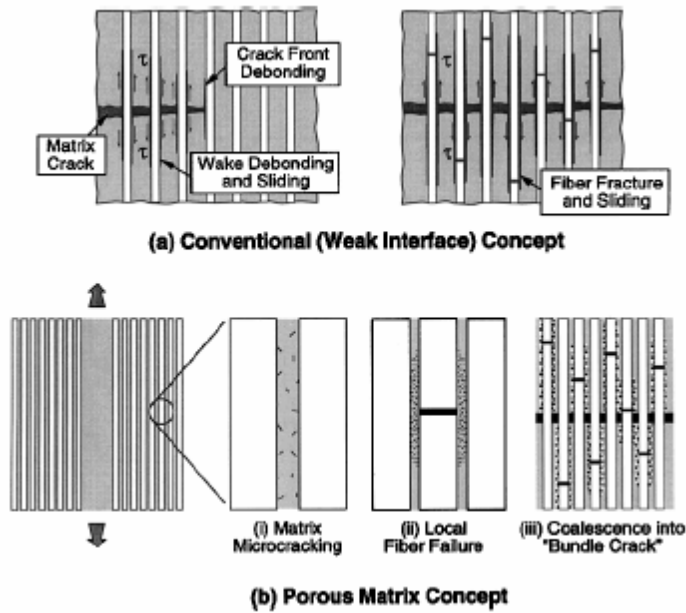 τ
τ
Crack Front
Debonding
Matrix
Crack
Wake Debonding
and Sliding
τ
τ
Fiber Fracture
and Sliding
(a) Conventional (Weak Interface) Concept
(i) Matrix
Microcracking
(ii) Local
Fiber Failure
(iii) Coalescence into
"Bundle Crack"
(b) Porous Matrix Concept